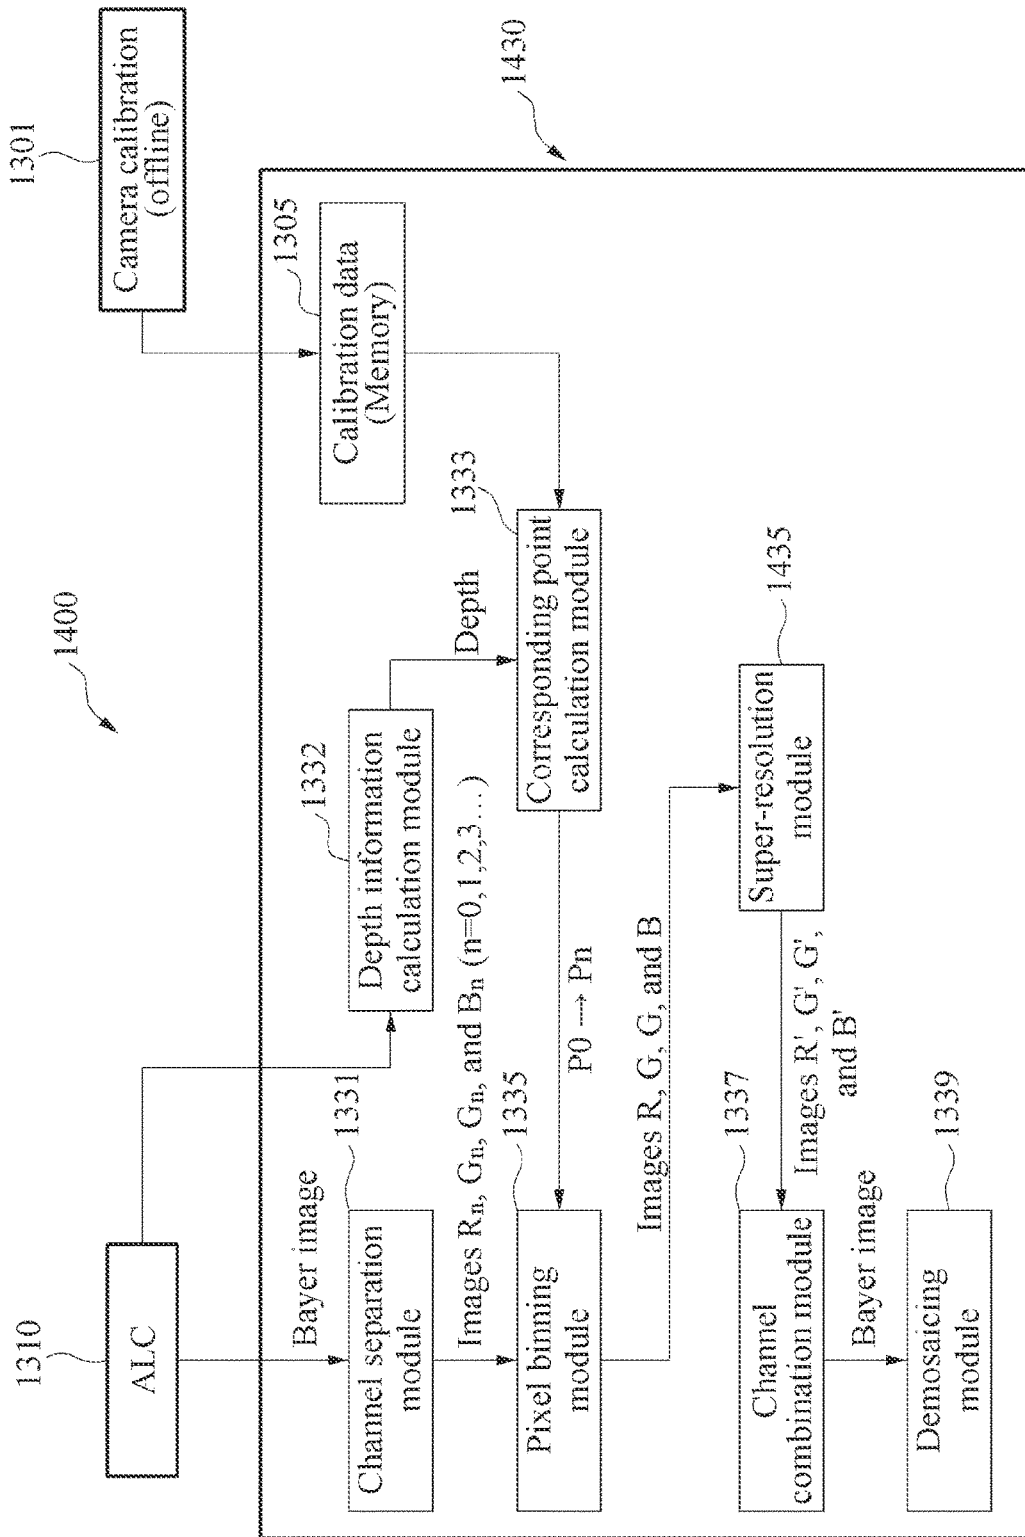 1400
1310
ALC
1301
Camera calibration
(offline)
1430
Bayer image
1331
Channel separation
module
1332
Depth information
calculation module
1305
Calibration data
(Memory)
Images Rn, Gn, Gn, and Bn (n=0,1,2,3…)
Depth
1335
Pixel binning
module
P0 → Pn
1333
Corresponding point
calculation module
Images R, G, G, and B
1337
Channel
combination module
Images R', G', G',
and B'
1435
Super-resolution
module
Bayer image
1339
Demosaicing
module